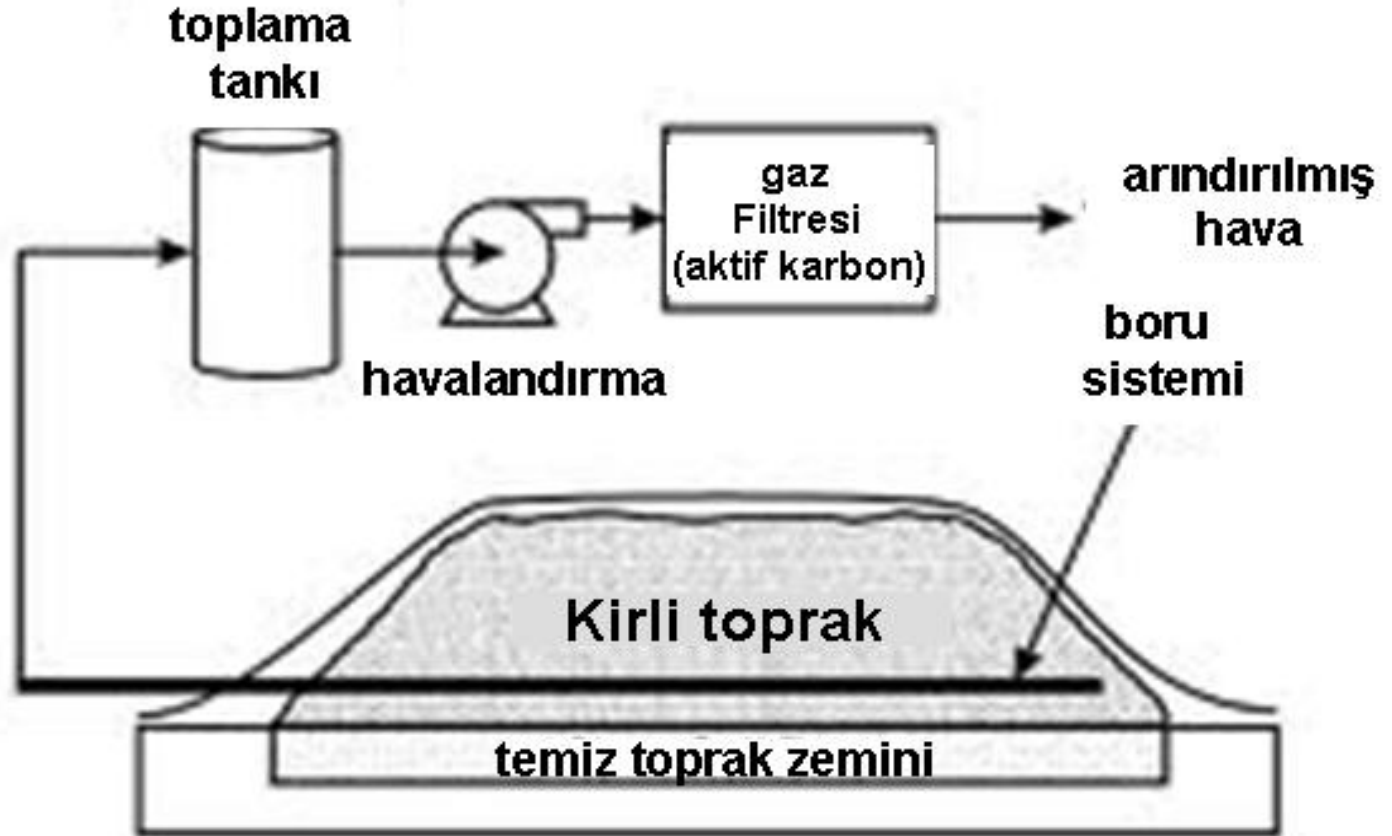 toplama
tankı
gaz
Filtresi
(aktif karbon)
arındırılmış
hava
havalandırma
boru
sistemi
Kirli toprak
temiz toprak zemini